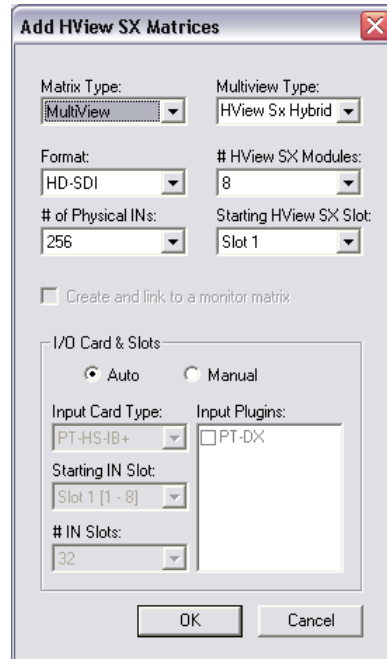 Add HView SX Matrices
Matrix Type:
Multiview Type:
MultiView
HView Sx Hybrid
Format:
# HView SX Modules:
HD-SDI
8
# of Physical INs:
Starting HView SX Slot:
256
Slot 1
Create and link to a monitor matrix
I/O Card & Slots
Auto
Manual
Input Card Type:
Input Plugins:
PT-HS-IB+
PT-DX
Starting IN Slot:
Slot 1 [1 - 8]
# IN Slots:
32
OK
Cancel